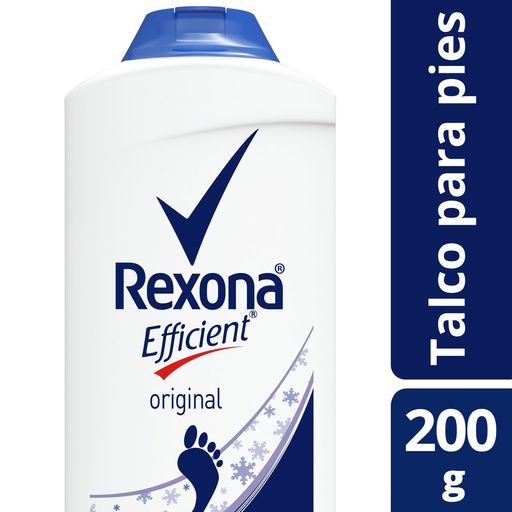 Rexona®
Efficient®
original
Talco para pies
200
g